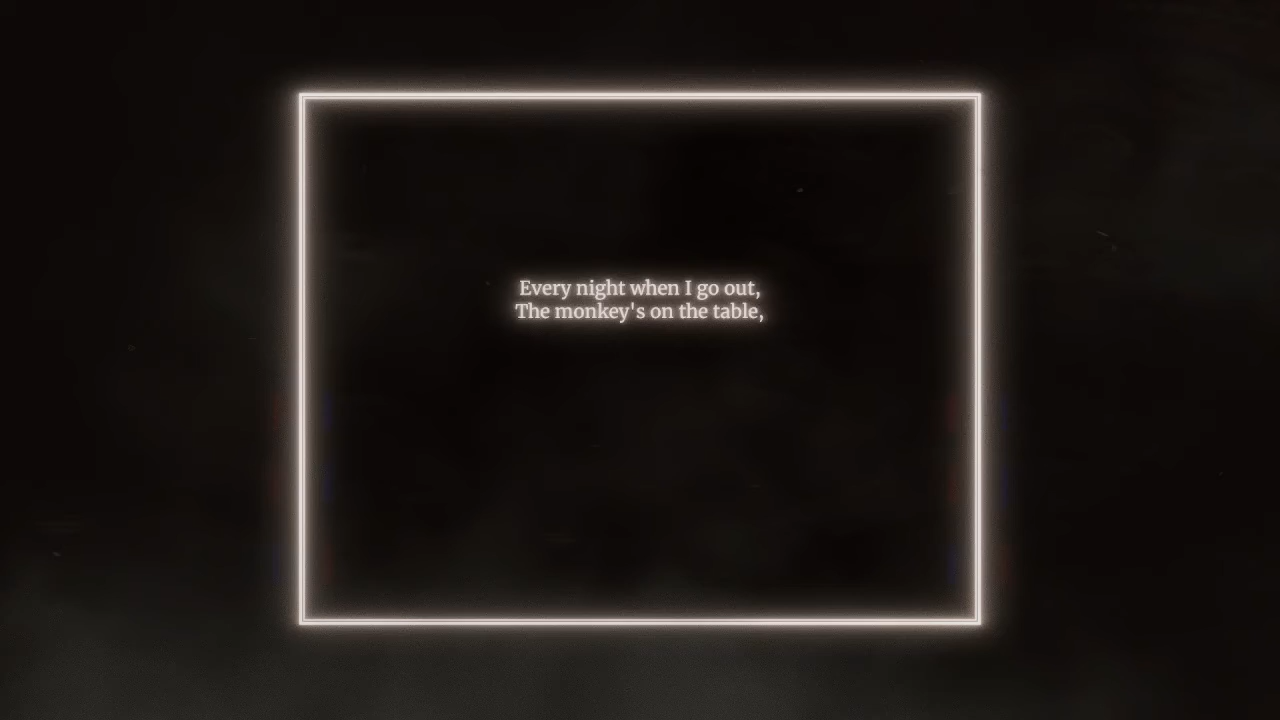 Every night when I go out,
The monkey's on the table,